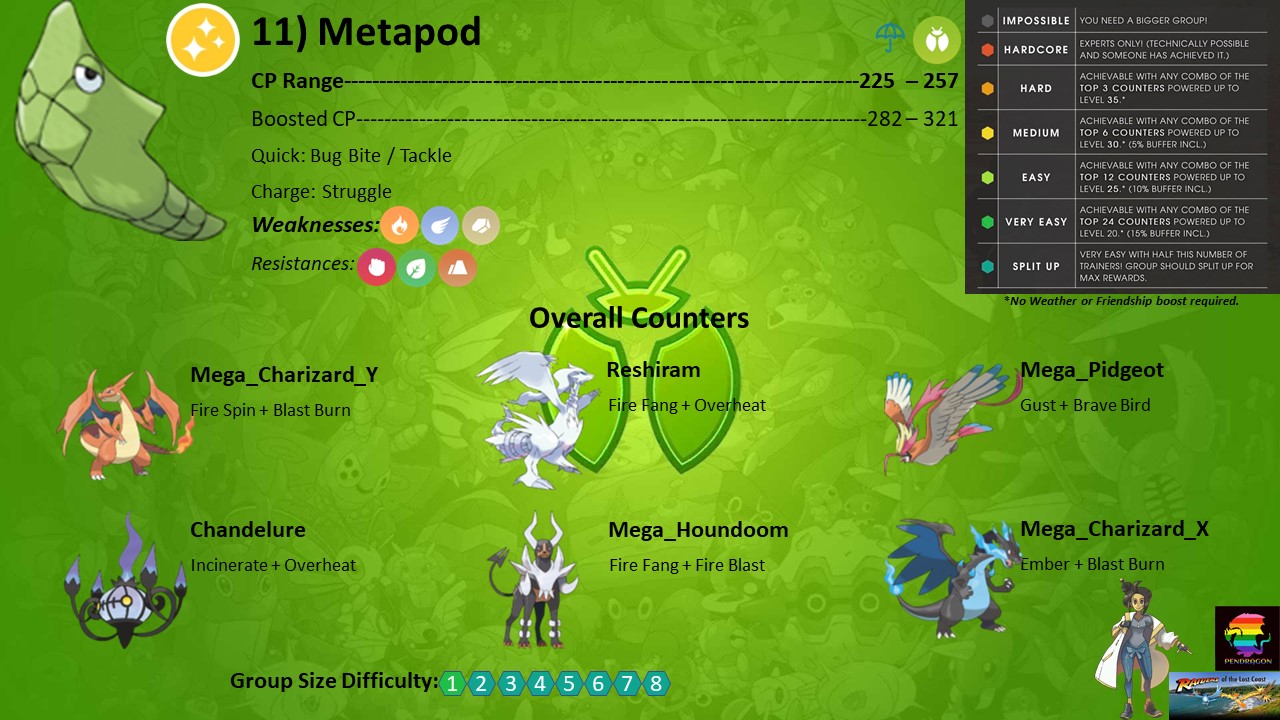 11) Metapod
CP Range------------------------------------------------------------------------225 – 257
Boosted CP------------------------------------------------------------------------282 – 321
Quick: Bug Bite / Tackle
Charge: Struggle
Weaknesses:
Resistances:
IMPOSSIBLE YOU NEED A BIGGER GROUP!
HARDCORE EXPERTS ONLY! (TECHNICALLY POSSIBLE
AND SOMEONE HAS ACHIEVED IT.)
HARD ACHIEVABLE WITH ANY COMBO OF THE
TOP 3 COUNTERS POWERED UP TO
LEVEL 35.*
MEDIUM ACHIEVABLE WITH ANY COMBO OF THE
TOP 6 COUNTERS POWERED UP TO
LEVEL 30.* (5% BUFFER INCL.)
EASY ACHIEVABLE WITH ANY COMBO OF THE
TOP 12 COUNTERS POWERED UP TO
LEVEL 25.* (10% BUFFER INCL.)
VERY EASY ACHIEVABLE WITH ANY COMBO OF THE
TOP 24 COUNTERS POWERED UP TO
LEVEL 20.* (15% BUFFER INCL.)
SPLIT UP VERY EASY WITH HALF THIS NUMBER OF
TRAINERS! GROUP SHOULD SPLIT UP FOR
MAX REWARDS.
*No Weather or Friendship boost required.
Overall Counters
Mega_Charizard_Y
Fire Spin + Blast Burn
Reshiram
Fire Fang + Overheat
Mega_Pidgeot
Gust + Brave Bird
Chandelure
Incinerate + Overheat
Mega_Houndoom
Fire Fang + Fire Blast
Mega_Charizard_X
Ember + Blast Burn
Group Size Difficulty: 1 2 3 4 5 6 7 8
PENDRAGON
RAIDERS of the Lost Coast